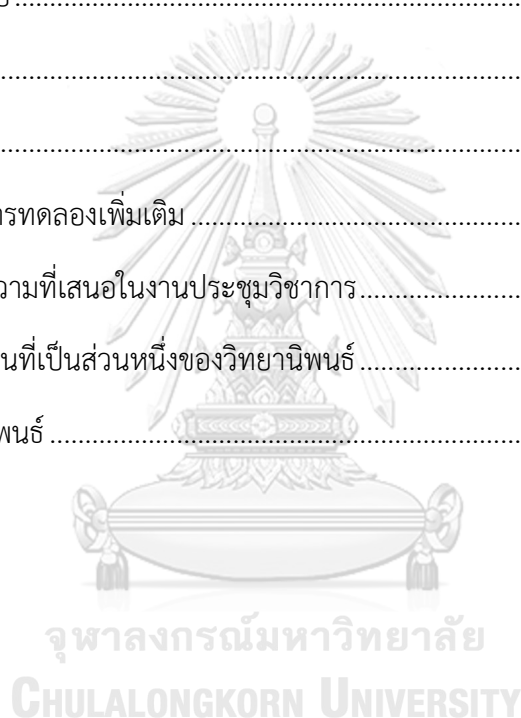 ธ์ ........................................
........................................
........................................
ารทดลองเพิ่มเติม ........................................
วามที่เสนอในงานประชุมวิชาการ ........................................
นที่เป็นส่วนหนึ่งของวิทยานิพนธ์ ........................................
พนธ์ ........................................
จุฬาลงกรณ์มหาวิทยาลัย
CHULALONGKORN UNIVERSITY